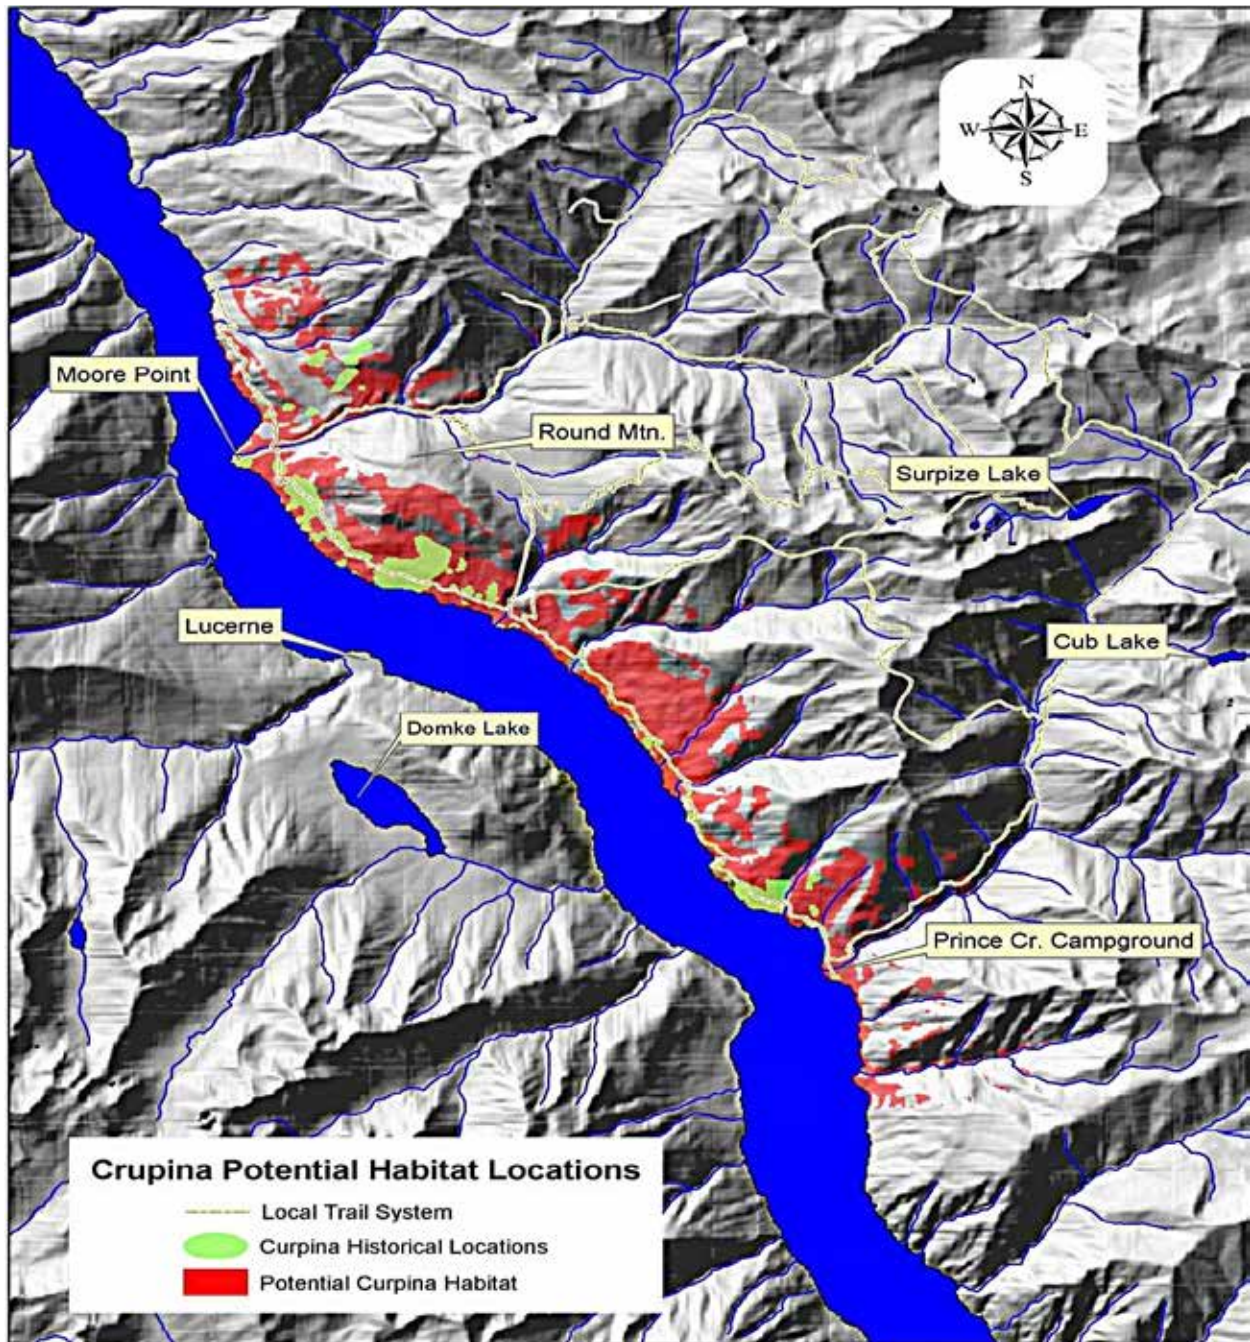 N
W E
S
Moore Point
Round Mtn.
Surpize Lake
Lucerne
Cub Lake
Domke Lake
Prince Cr. Campground
Crupina Potential Habitat Locations
Local Trail System
Curpina Historical Locations
Potential Curpina Habitat